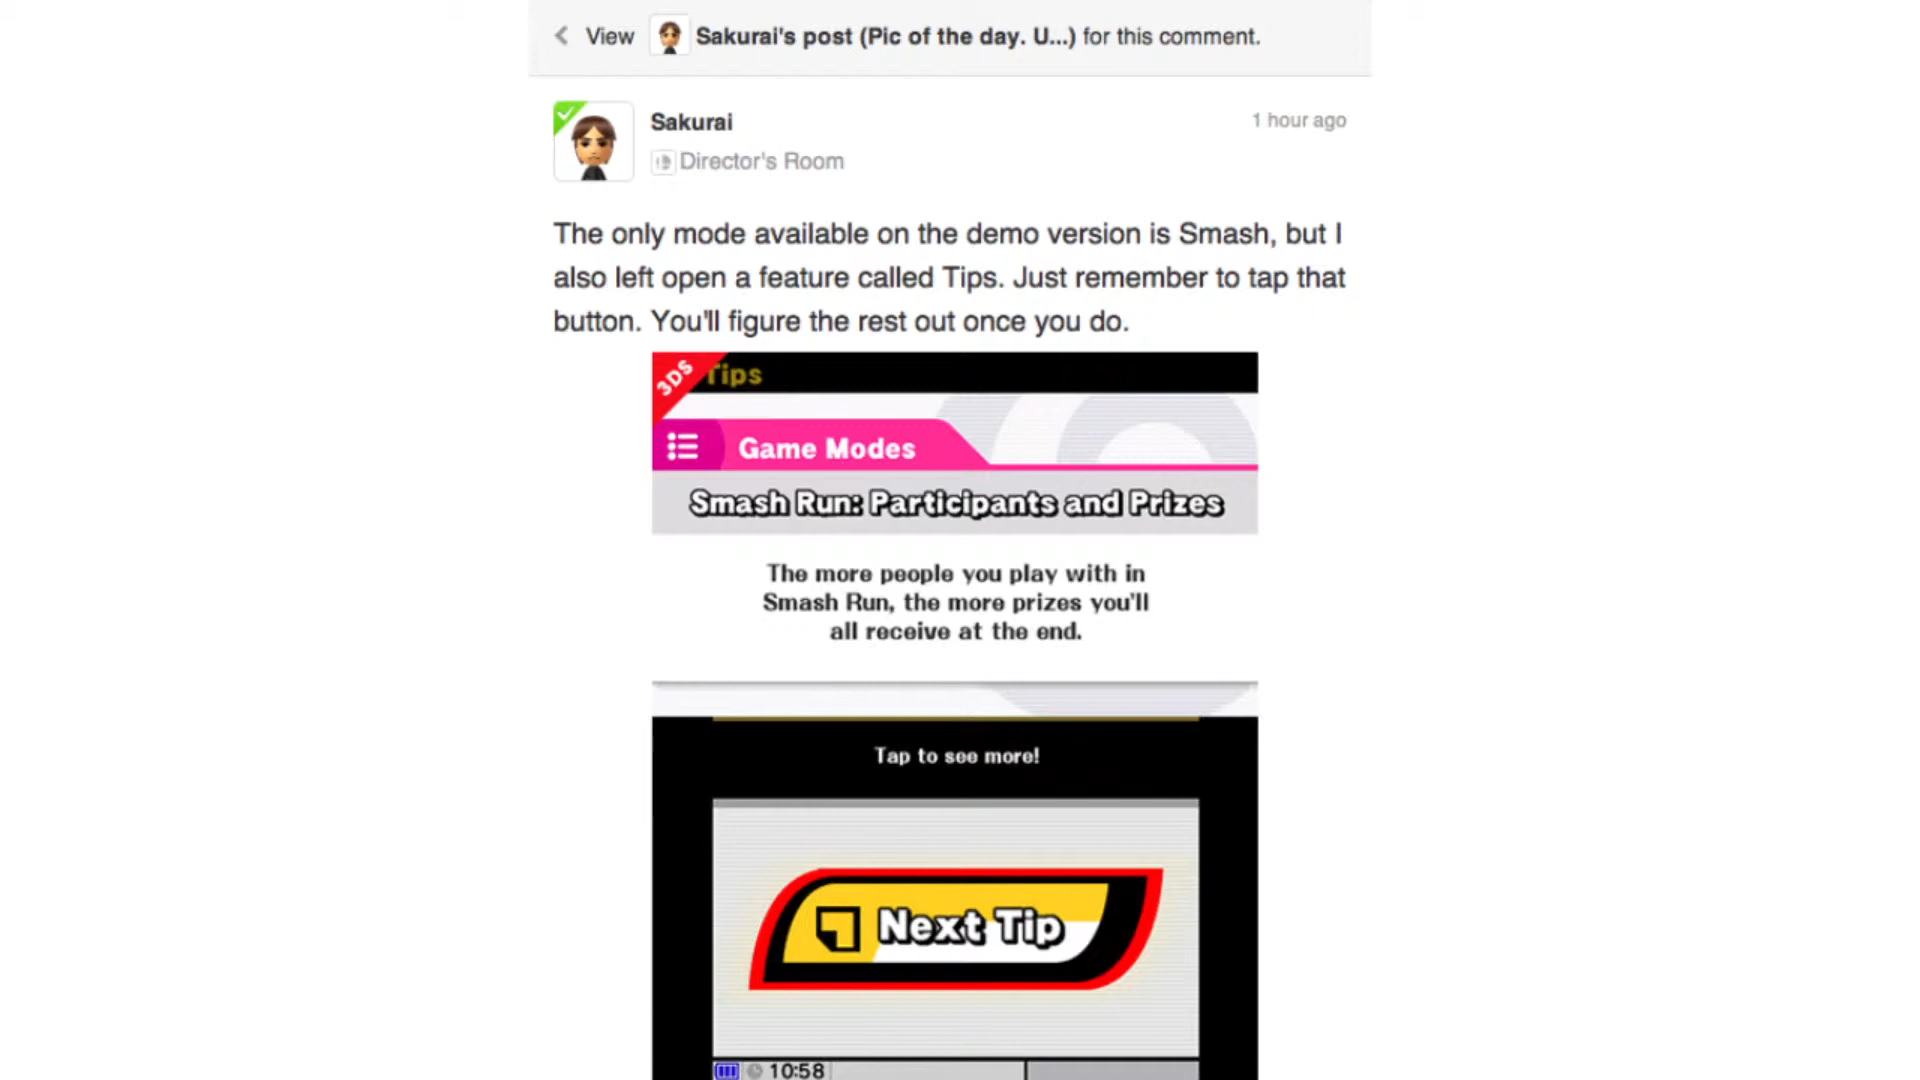 View Sakurai's post (Pic of the day. U...) for this comment.
Sakurai
1 hour ago
Director's Room
The only mode available on the demo version is Smash, but I
also left open a feature called Tips. Just remember to tap that
button. You'll figure the rest out once you do.
3DS
Tips
Game Modes
Smash Run: Participants and Prizes
The more people you play with in
Smash Run, the more prizes you'll
all receive at the end.
Tap to see more!
Next Tip
10:58